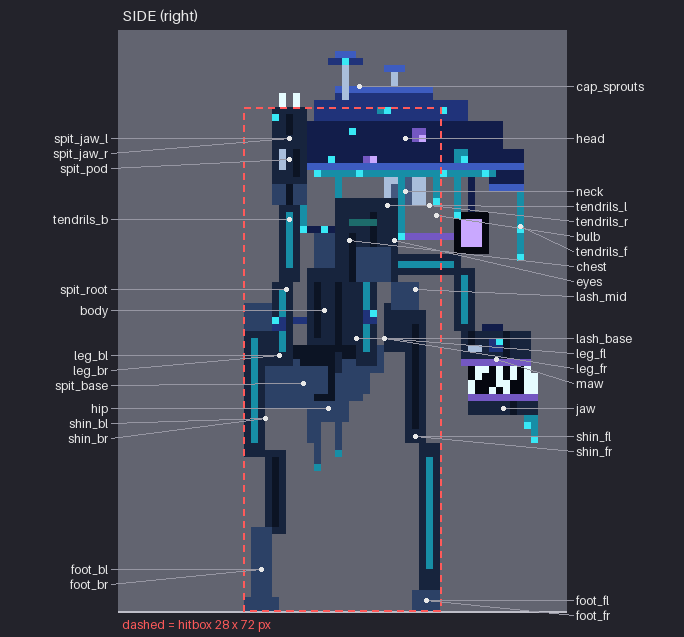 SIDE (right)
cap_sprouts
spit_jaw_l
spit_jaw_r
spit_pod
tendrils_b
spit_root
body
leg_bl
leg_br
spit_base
hip
shin_bl
shin_br
foot_bl
foot_br
head
neck
tendrils_l
tendrils_r
bulb
tendrils_f
chest
eyes
lash_mid
lash_base
leg_fl
leg_fr
maw
jaw
shin_fl
shin_fr
foot_fl
foot_fr
dashed = hitbox 28 x 72 px